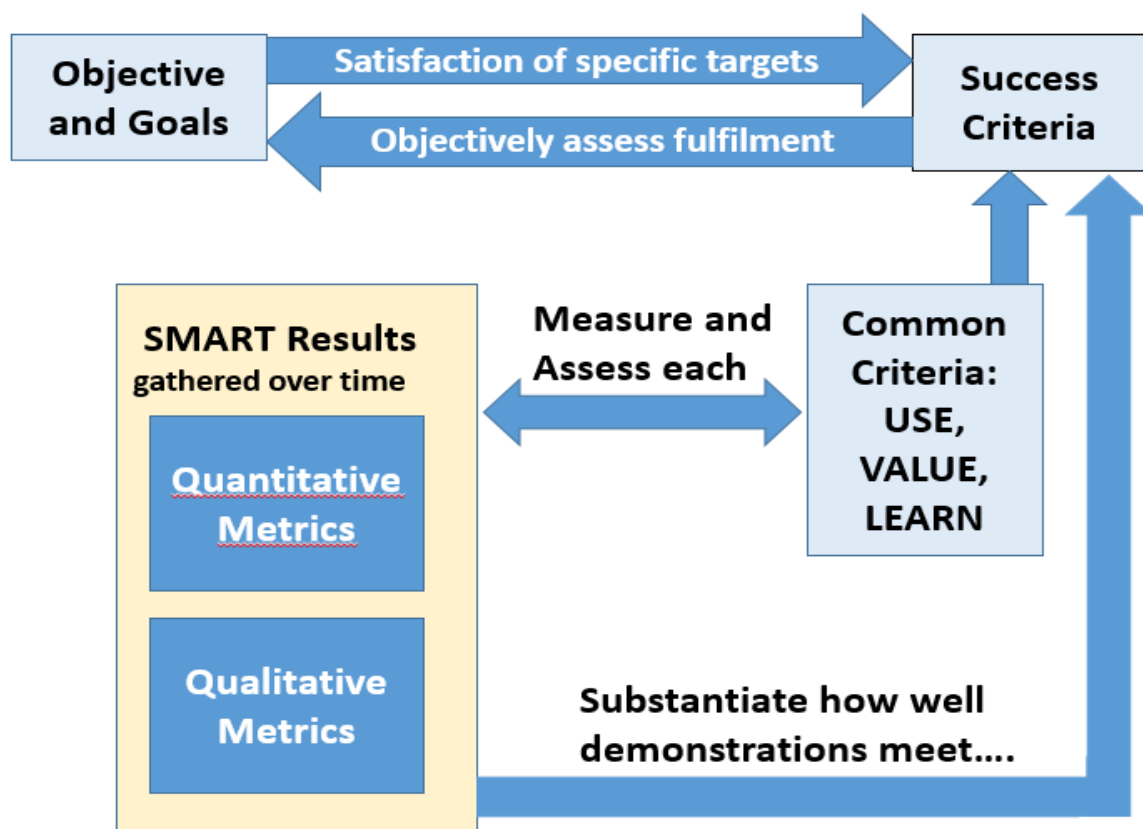 Objective
and Goals
Satisfaction of specific targets
Objectively assess fulfilment
Success
Criteria
SMART Results
gathered over time
Quantitative
Metrics
Qualitative
Metrics
Measure and
Assess each
Common
Criteria:
USE,
VALUE,
LEARN
Substantiate how well
demonstrations meet....